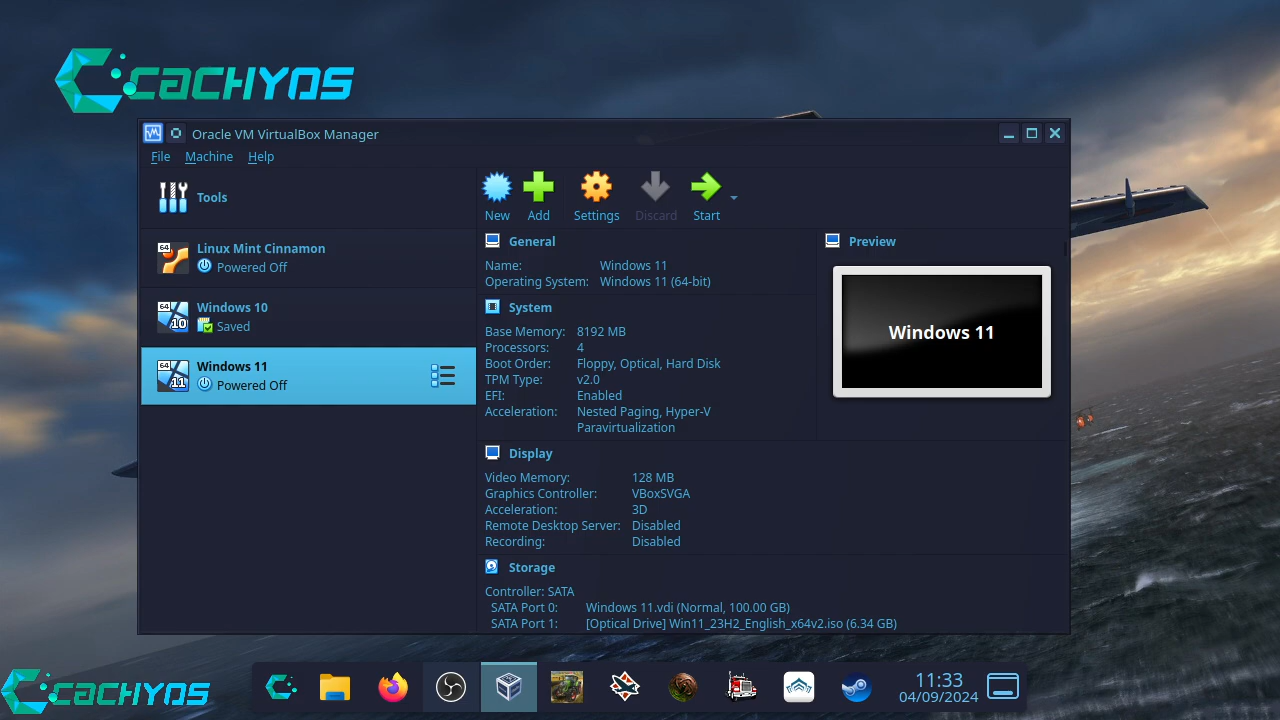 CACHYOS
Oracle VM VirtualBox Manager
File Machine Help
Tools
New Add Settings Discard Start
64
Linux Mint Cinnamon
Powered Off
64
10
Windows 10
Saved
64
11
Windows 11
Powered Off
General
Name: Windows 11
Operating System: Windows 11 (64-bit)
System
Base Memory: 8192 MB
Processors: 4
Boot Order: Floppy, Optical, Hard Disk
TPM Type: v2.0
EFI: Enabled
Acceleration: Nested Paging, Hyper-V
Paravirtualization
Preview
Windows 11
Display
Video Memory: 128 MB
Graphics Controller: VBoxSVGA
Acceleration: 3D
Remote Desktop Server: Disabled
Recording: Disabled
Storage
Controller: SATA
SATA Port 0: Windows 11.vdi (Normal, 100.00 GB)
SATA Port 1: [Optical Drive] Win11_23H2_English_x64v2.iso (6.34 GB)
CACHYOS
11:33
04/09/2024